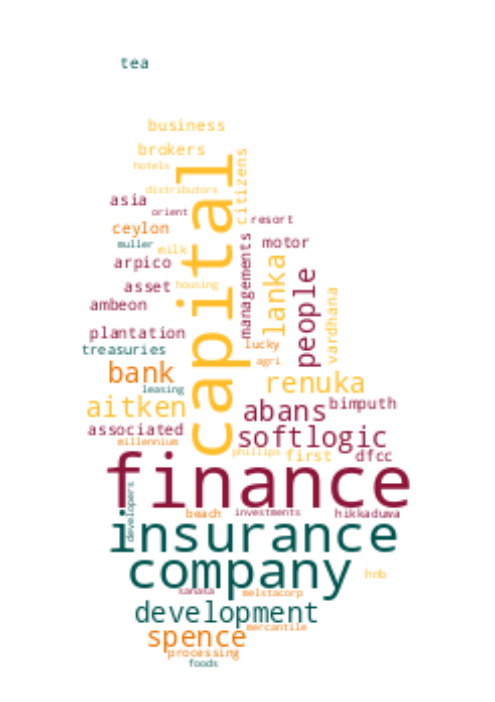 tea
business
brokers
hotels
capital
citizens
distributors
asia
orient
resort
ceylon
muller
milk
managements
motor
arpico
lanka
people
asset
housing
vardhana
ambeon
plantation
treasuries
lucky
agri
bank
leasing
renuka
aitken
abans
bimputh
associated
millennium
softlogic
phillips
first
dfcc
finance
developers
beach
investments
hikkaduwa
insurance
company
hnb
sanasa
melstacorp
development
spence
mercantile
processing
foods